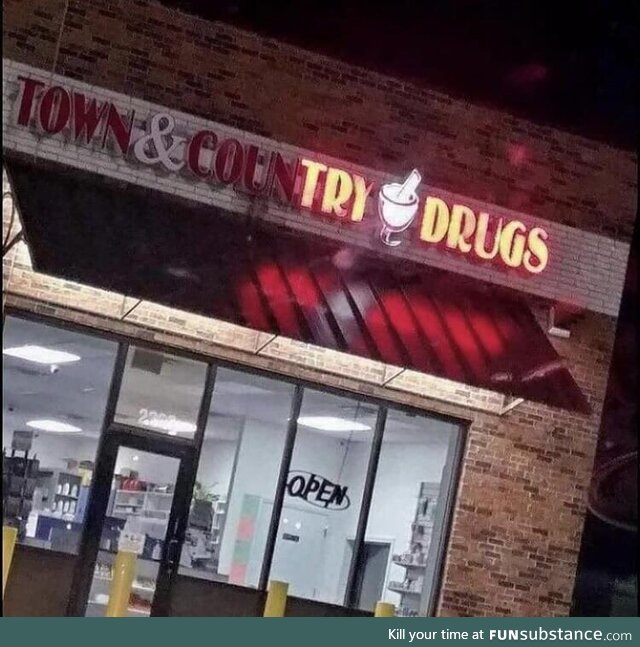 TOWN & COUNTRY DRUGS
OPEN
Kill your time at FUNsubstance.com